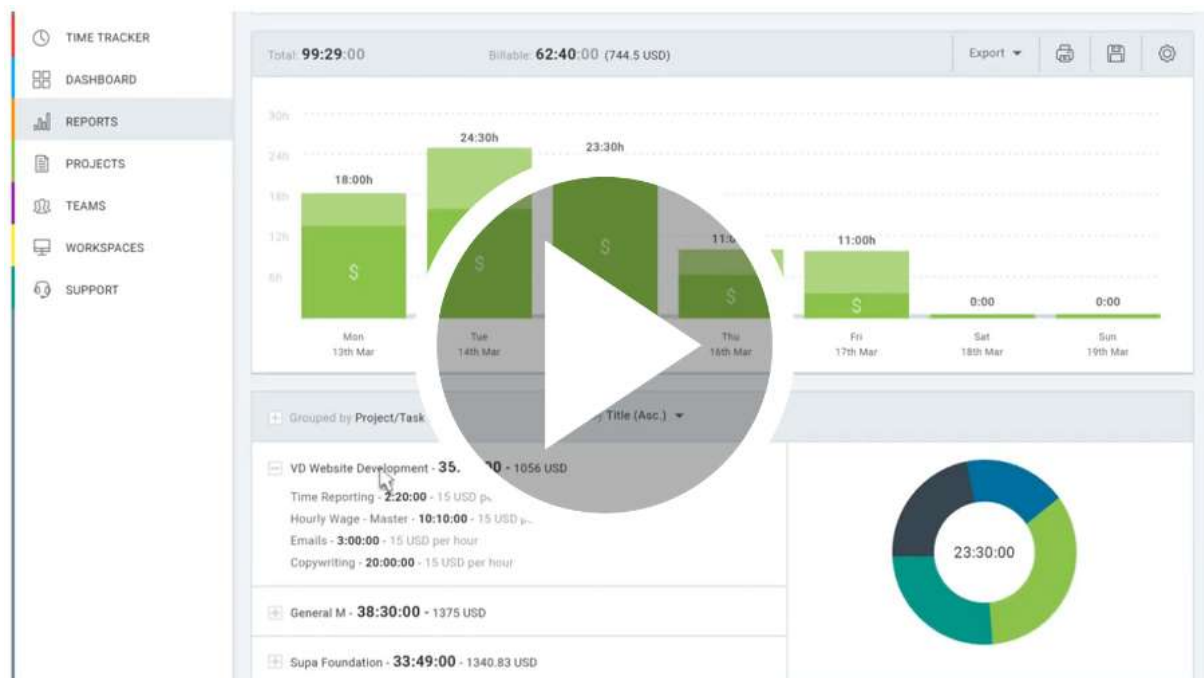 TIME TRACKER
DASHBOARD
REPORTS
PROJECTS
TEAMS
WORKSPACES
SUPPORT
Total: 99:29:00 Billable: 62:40:00 (744.5 USD) Export
30h
24h
18h
12h
6h
18:00h
24:30h
23:30h
11:00h
0:00
0:00
$
$
$
$
$
Mon
13th Mar
Tue
14th Mar
Thu
16th Mar
Fri
17th Mar
Sat
18th Mar
Sun
19th Mar
Grouped by Project/Task Title (Asc.)
VD Website Development - 35. 00 - 1056 USD
Time Reporting - 2:20:00 - 15 USD
Hourly Wage - Master - 10:10:00 - 15 USD
Emails - 3:00:00 - 15 USD per hour
Copywriting - 20:00:00 - 15 USD per hour
General M - 38:30:00 - 1375 USD
Supa Foundation - 33:49:00 - 1340.83 USD
23:30:00